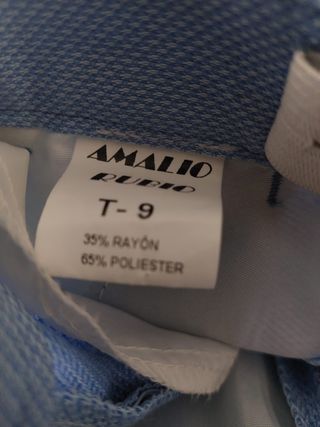 AMALIO
RUBIO
T- 9
35% RAYÓN
65% POLIESTER